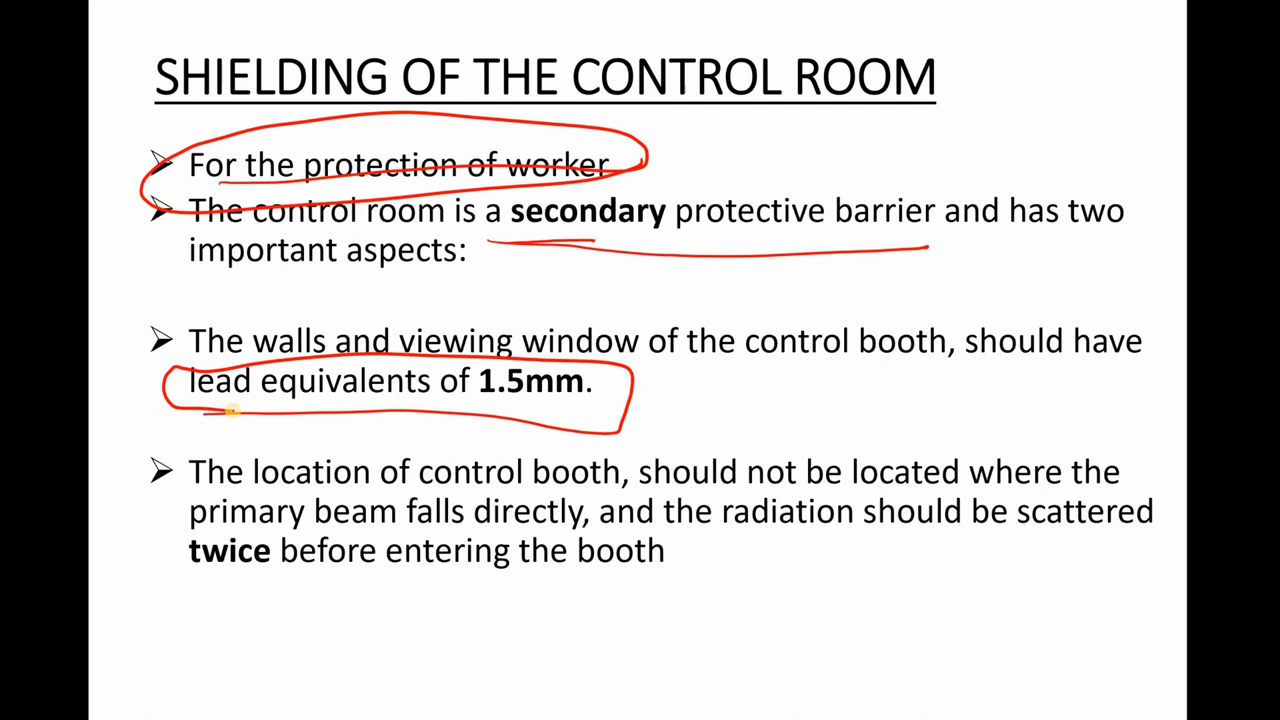 SHIELDING OF THE CONTROL ROOM
➢ For the protection of worker
➢ The control room is a secondary protective barrier and has two
important aspects:
➢ The walls and viewing window of the control booth, should have
lead equivalents of 1.5mm.
➢ The location of control booth, should not be located where the
primary beam falls directly, and the radiation should be scattered
twice before entering the booth